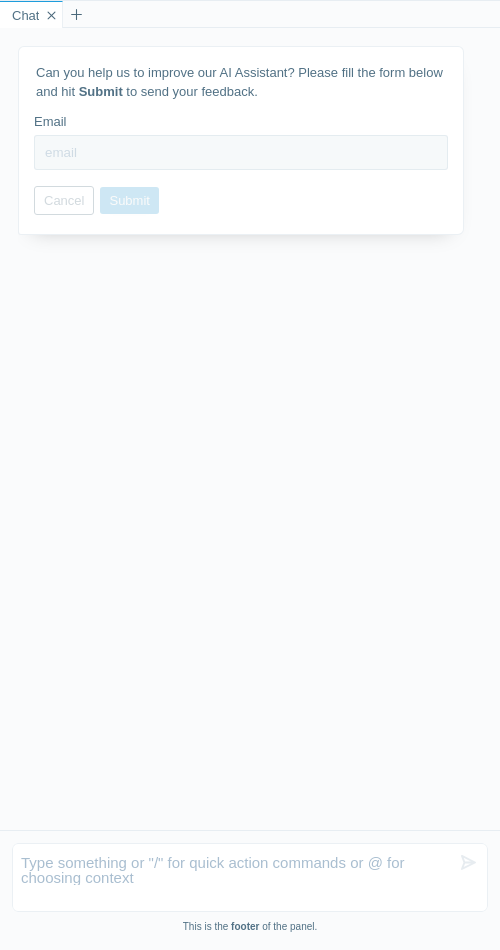 Chat
Can you help us to improve our AI Assistant? Please fill the form below
and hit Submit to send your feedback.
Email
email
Cancel Submit
Type something or "/" for quick action commands or @ for
choosing context
This is the footer of the panel.